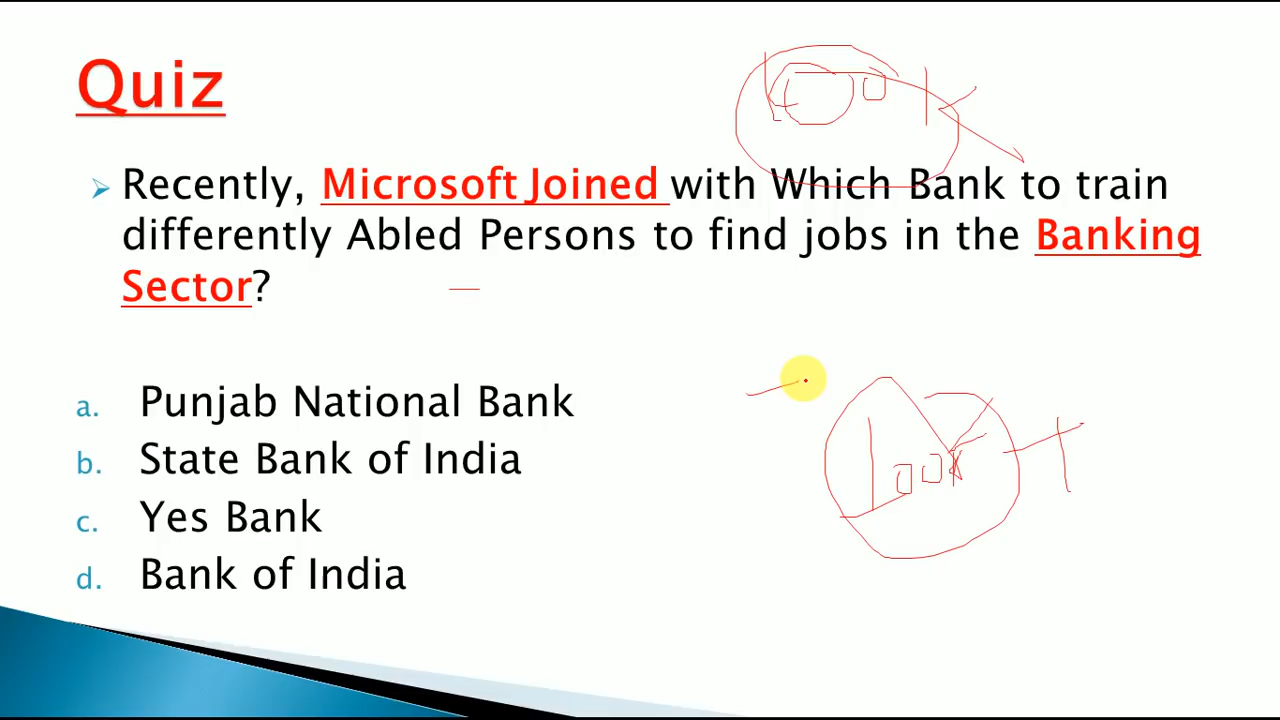 Quiz
Recently, Microsoft Joined with Which Bank to train
differently Abled Persons to find jobs in the Banking
Sector?
a. Punjab National Bank
b. State Bank of India
c. Yes Bank
d. Bank of India
Look